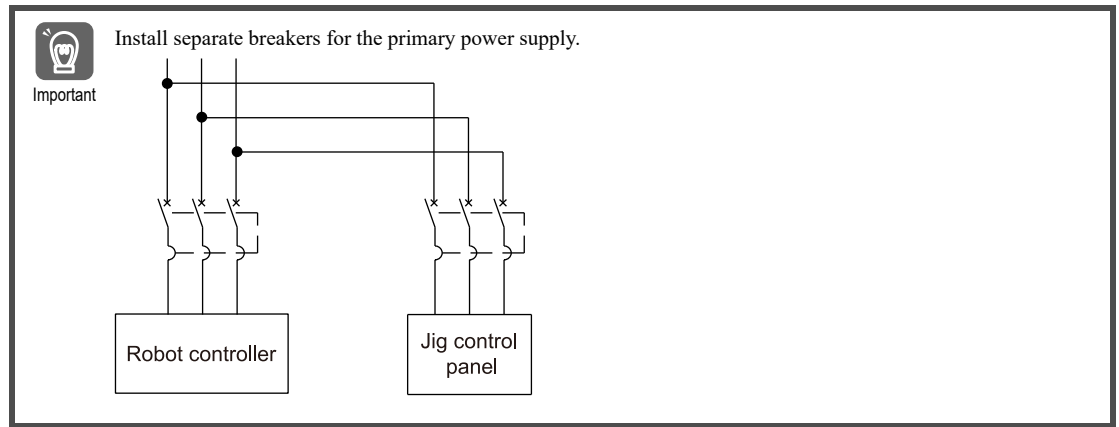 Install separate breakers for the primary power supply.
Important
Robot controller
Jig control
panel